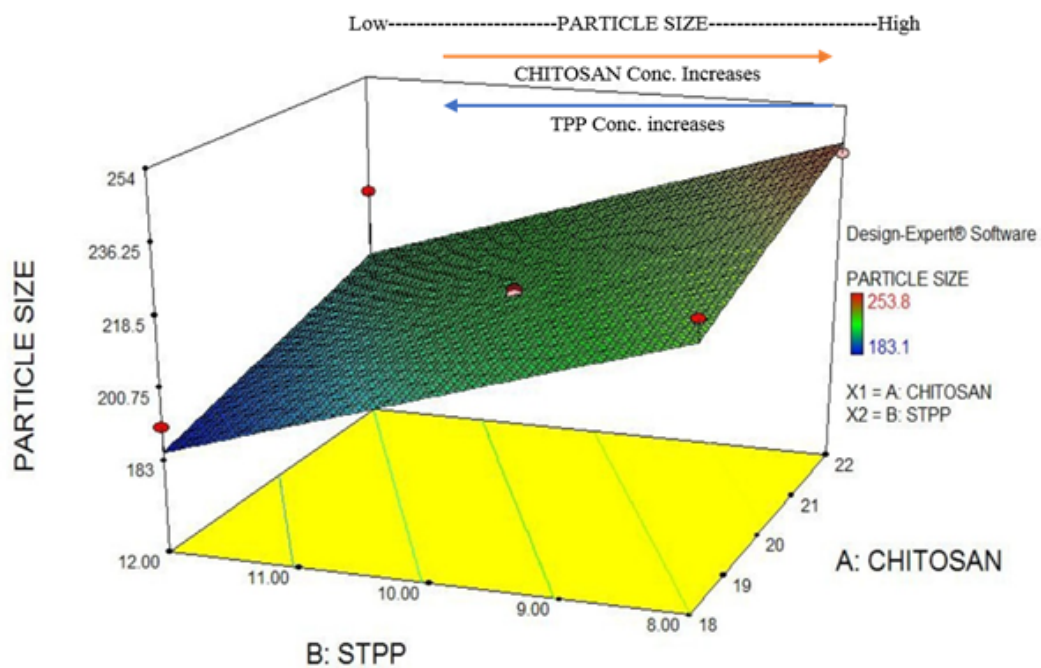 Low-----------------------PARTICLE SIZE-----------------------High
CHITOSAN Conc. Increases
TPP Conc. increases
254
236.25
218.5
200.75
183
PARTICLE SIZE
12.00
11.00
10.00
9.00
8.00
B: STPP
18
19
20
21
22
A: CHITOSAN
Design-Expert® Software
PARTICLE SIZE
253.8
183.1
X1 = A: CHITOSAN
X2 = B: STPP